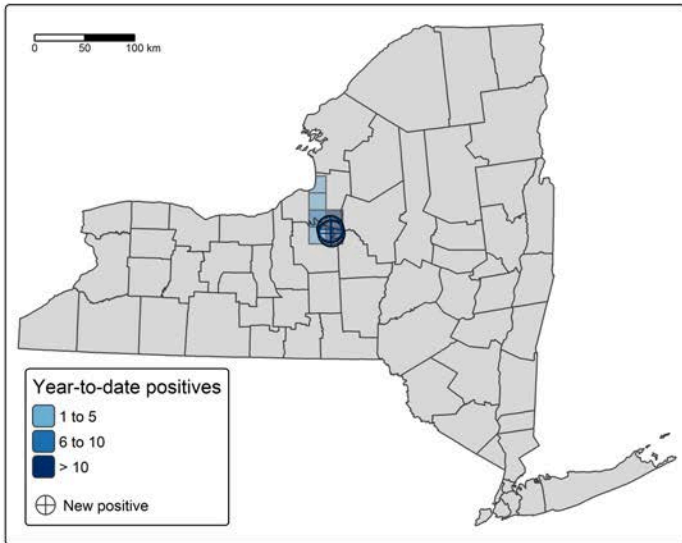 0 50 100 km
Year-to-date positives
1 to 5
6 to 10
> 10
New positive